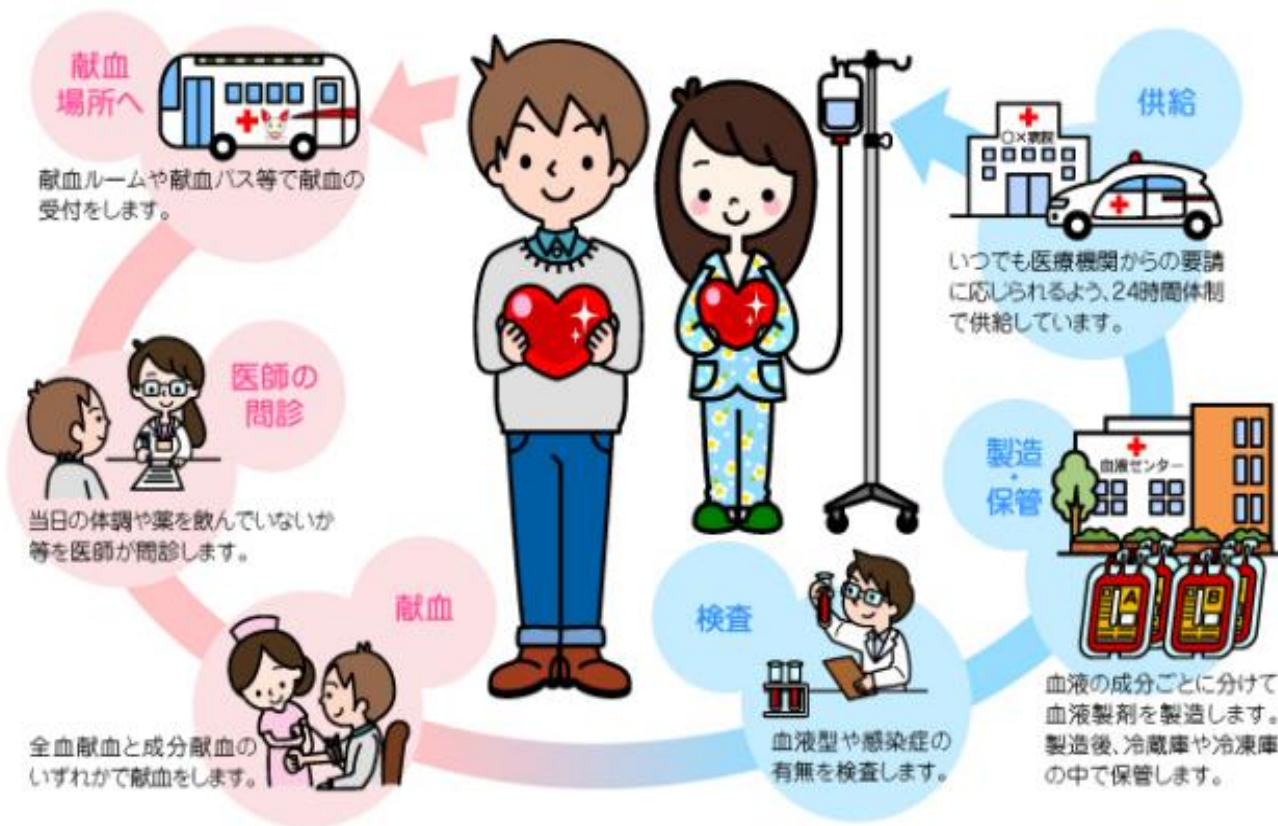 献血
場所へ
献血ルームや献血バス等で献血の
受付をします。
医師の
問診
当日の体調や薬を飲んでいないか
等を医師が問診します。
献血
全血献血と成分献血の
いずれかで献血をします。
検査
血液型や感染症の
有無を検査します。
製造・
保管
血液センター
A
B
血液の成分ごとに分けて
血液製剤を製造します。
製造後、冷蔵庫や冷凍庫
の中で保管します。
供給
○×病院
いつでも医療機関からの要請
に応じられるよう、24時間体制
で供給しています。